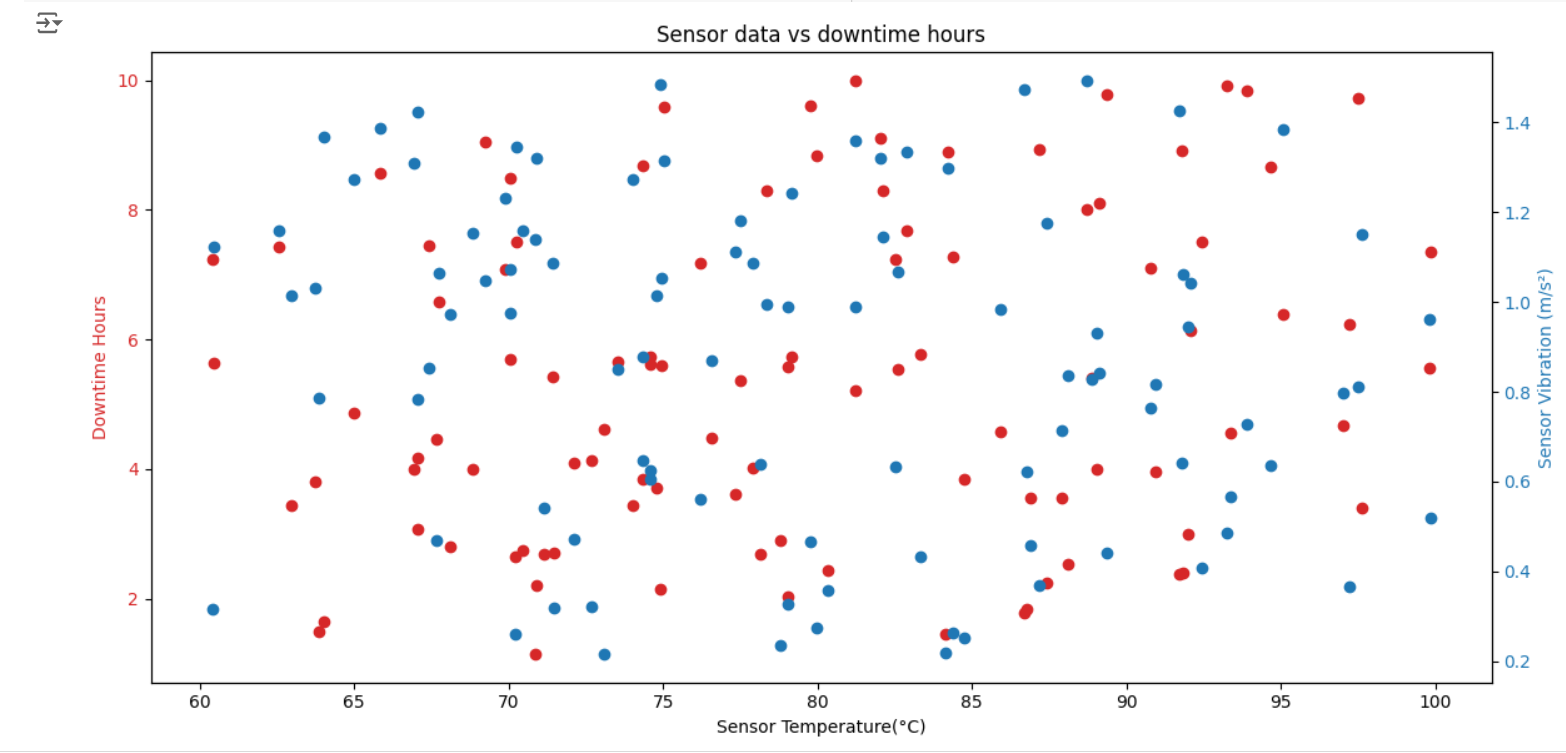 Sensor data vs downtime hours
Downtime Hours
10
8
6
4
2
60 65 70 75 80 85 90 95 100
Sensor Temperature(°C)
1.4
1.2
1.0
0.8
0.6
0.4
0.2
Sensor Vibration (m/s²)